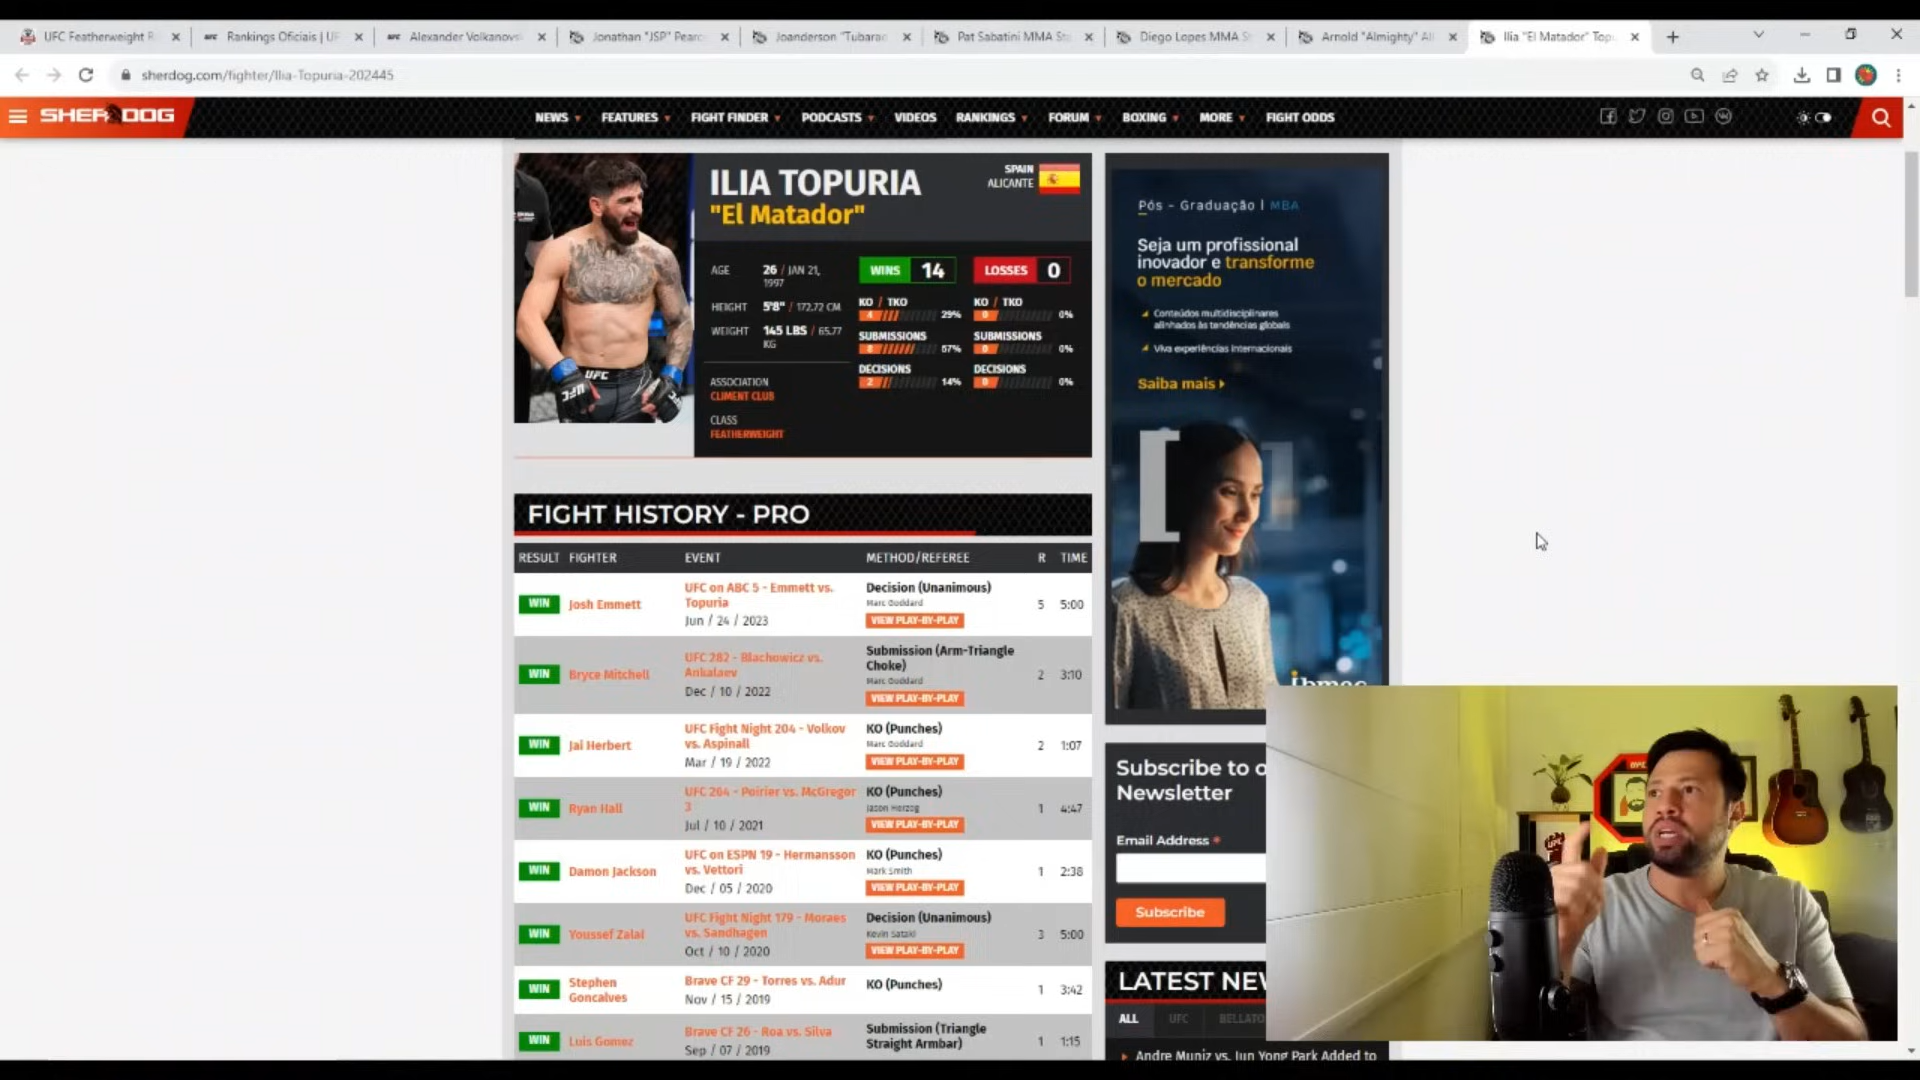 UFC Featherweight R
Rankings Oficiais | UF
Alexander Volkanovs
Jonathan "JSP" Pearc
Joanderson "Tubarao
Pat Sabatini MMA Sta
Diego Lopes MMA S
Arnold "Almighty" All
Ilia "El Matador" Top
sherdog.com/fighter/Ilia-Topuria-202445
SHERDOG
NEWS
FEATURES
FIGHT FINDER
PODCASTS
VIDEOS
RANKINGS
FORUM
BOXING
MORE
FIGHT ODDS
ILIA TOPURIA
"El Matador"
SPAIN
ALICANTE
AGE 26 / JAN 21, 1997
HEIGHT 5'8" / 172.72 CM
WEIGHT 145 LBS / 65.77 KG
ASSOCIATION
CLIMENT CLUB
CLASS
FEATHERWEIGHT
WINS 14
KO / TKO
4 29%
SUBMISSIONS
8 57%
DECISIONS
2 14%
LOSSES 0
KO / TKO
0 0%
SUBMISSIONS
0 0%
DECISIONS
0 0%
FIGHT HISTORY - PRO
RESULT FIGHTER EVENT METHOD/REFEREE R TIME
WIN Josh Emmett UFC on ABC 5 - Emmett vs. Topuria Jun / 24 / 2023 Decision (Unanimous) Marc Goddard VIEW PLAY-BY-PLAY 5 5:00
WIN Bryce Mitchell UFC 282 - Blachowicz vs. Ankalaev Dec / 10 / 2022 Submission (Arm-Triangle Choke) Marc Goddard VIEW PLAY-BY-PLAY 2 3:10
WIN Jai Herbert UFC Fight Night 204 - Volkov vs. Aspinall Mar / 19 / 2022 KO (Punches) Marc Goddard VIEW PLAY-BY-PLAY 2 1:07
WIN Ryan Hall UFC 264 - Poirier vs. McGregor 3 Jul / 10 / 2021 KO (Punches) Jason Herzog VIEW PLAY-BY-PLAY 1 4:47
WIN Damon Jackson UFC on ESPN 19 - Hermansson vs. Vettori Dec / 05 / 2020 KO (Punches) Mark Smith VIEW PLAY-BY-PLAY 1 2:38
WIN Youssef Zalal UFC Fight Night 179 - Moraes vs. Sandhagen Oct / 10 / 2020 Decision (Unanimous) Kevin Sataki VIEW PLAY-BY-PLAY 3 5:00
WIN Stephen Goncalves Brave CF 29 - Torres vs. Adur Nov / 15 / 2019 KO (Punches) 1 3:42
WIN Luis Gomez Brave CF 26 - Roa vs. Silva Sep / 07 / 2019 Submission (Triangle Straight Armbar) 1 1:15
Pós - Graduação | MBA
Seja um profissional
inovador e transforme
o mercado
Conteúdos multidisciplinares
alinhados às tendências globais
Viva experiências internacionais
Saiba mais
Ibmec
Subscribe to o
Newsletter
Email Address *
Subscribe
LATEST NEW
ALL UFC BELLATO
Andre Muniz vs. Jun Yong Park Added to
UFC
UFC